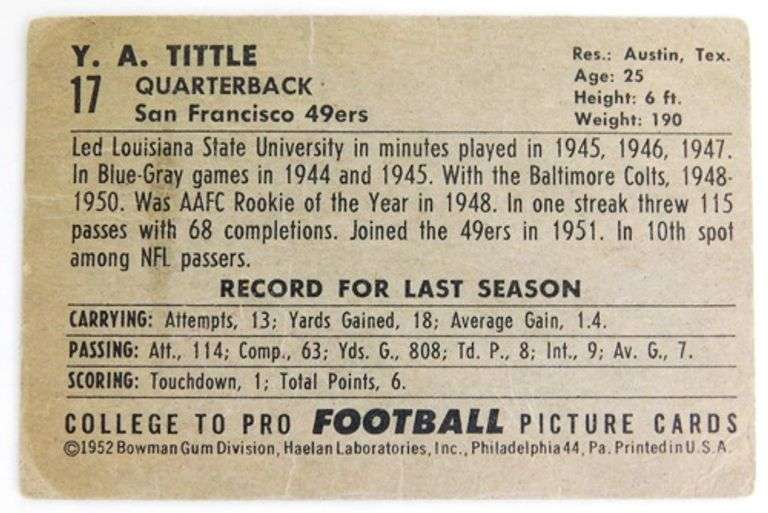 Y. A. TITTLE
17 QUARTERBACK
San Francisco 49ers
Res.: Austin, Tex.
Age: 25
Height: 6 ft.
Weight: 190
Led Louisiana State University in minutes played in 1945, 1946, 1947.
In Blue-Gray games in 1944 and 1945. With the Baltimore Colts, 1948-
1950. Was AAFC Rookie of the Year in 1948. In one streak threw 115
passes with 68 completions. Joined the 49ers in 1951. In 10th spot
among NFL passers.
RECORD FOR LAST SEASON
CARRYING: Attempts, 13; Yards Gained, 18; Average Gain, 1.4.
PASSING: Att., 114; Comp., 63; Yds. G., 808; Td. P., 8; Int., 9; Av. G., 7.
SCORING: Touchdown, 1; Total Points, 6.
COLLEGE TO PRO FOOTBALL PICTURE CARDS
©1952 Bowman Gum Division, Haelan Laboratories, Inc., Philadelphia 44, Pa. Printed in U.S.A.